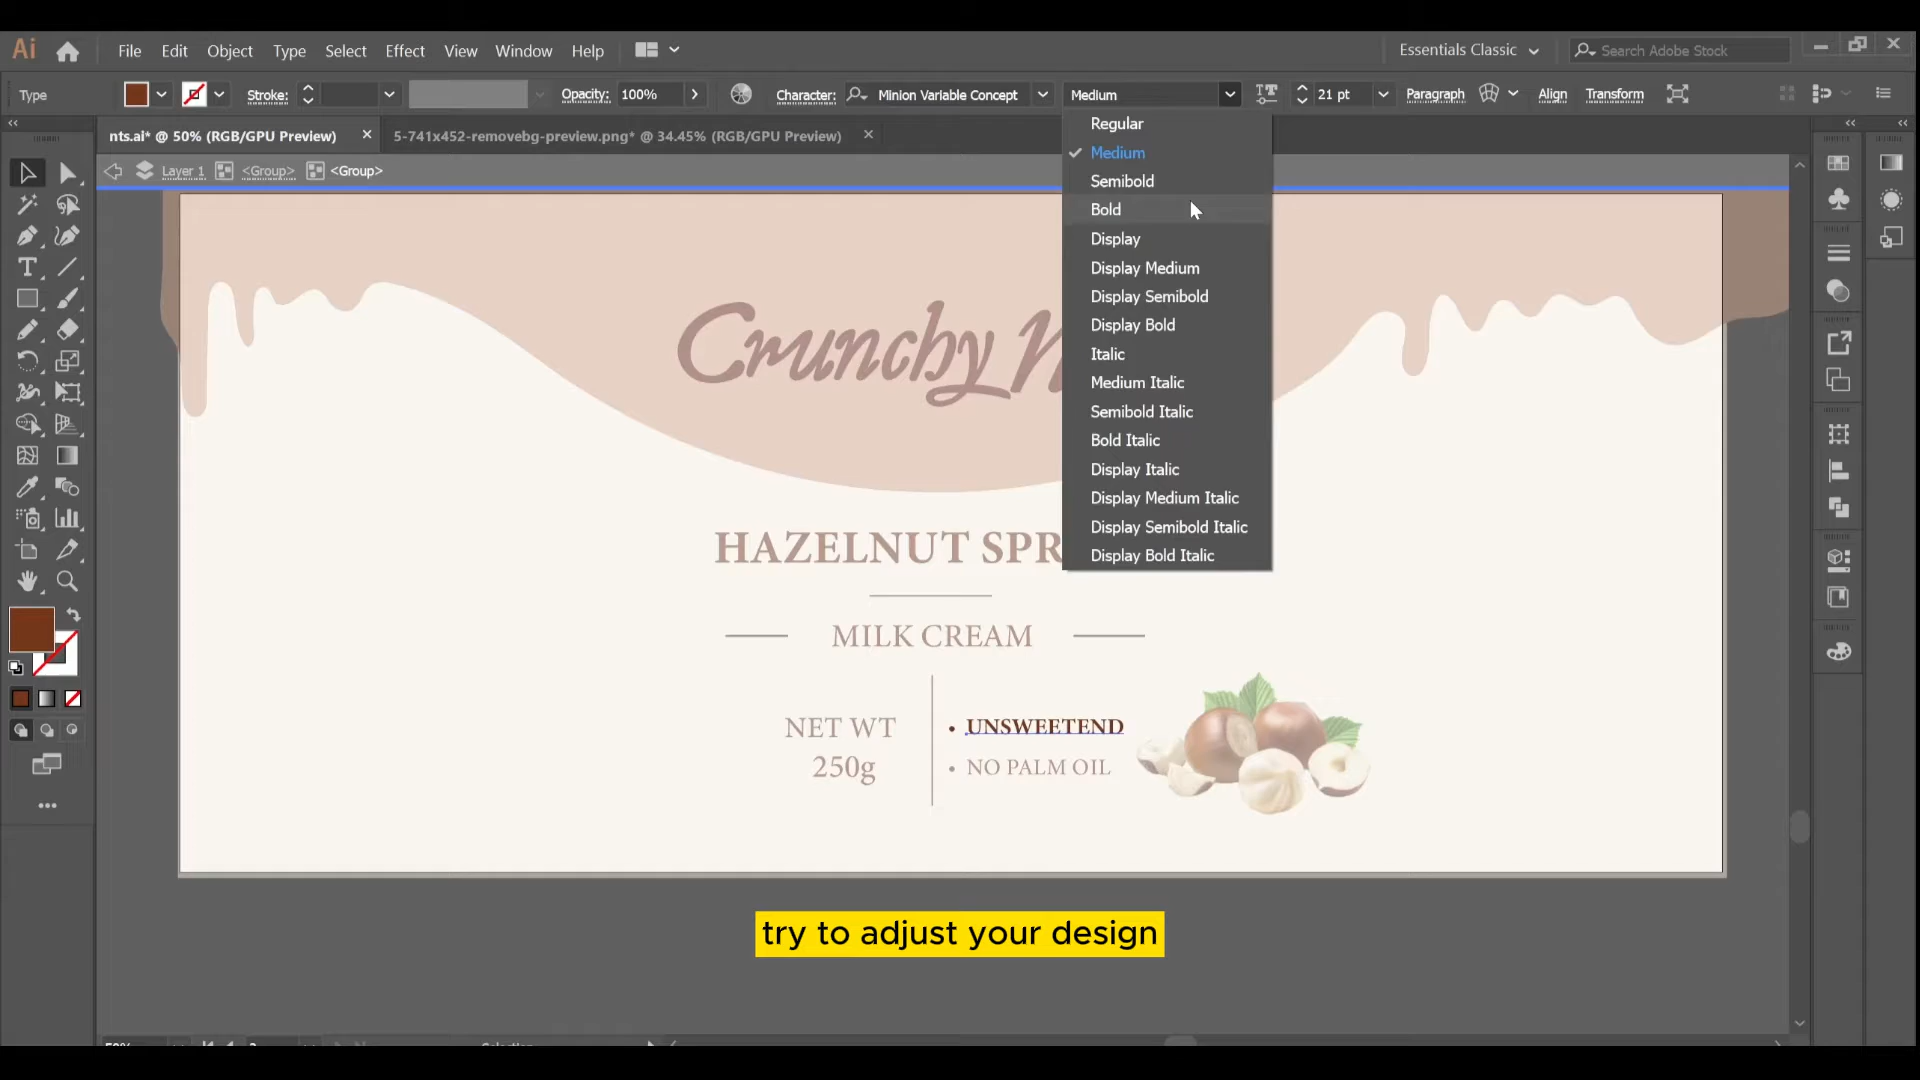 Ai File Edit Object Type Select Effect View Window Help Essentials Classic Search Adobe Stock
Type Stroke: Opacity: 100% Character: Minion Variable Concept Medium 21 pt Paragraph Align Transform
nts.ai* @ 50% (RGB/GPU Preview) × 5-741x452-removebg-preview.png* @ 34.45% (RGB/GPU Preview) ×
Layer 1 <Group> <Group>
Regular
Medium
Semibold
Bold
Display
Display Medium
Display Semibold
Display Bold
Italic
Medium Italic
Semibold Italic
Bold Italic
Display Italic
Display Medium Italic
Display Semibold Italic
Display Bold Italic
Crunchy N
HAZELNUT SPR
MILK CREAM
NET WT
250g
• UNSWEETEND
• NO PALM OIL
try to adjust your design